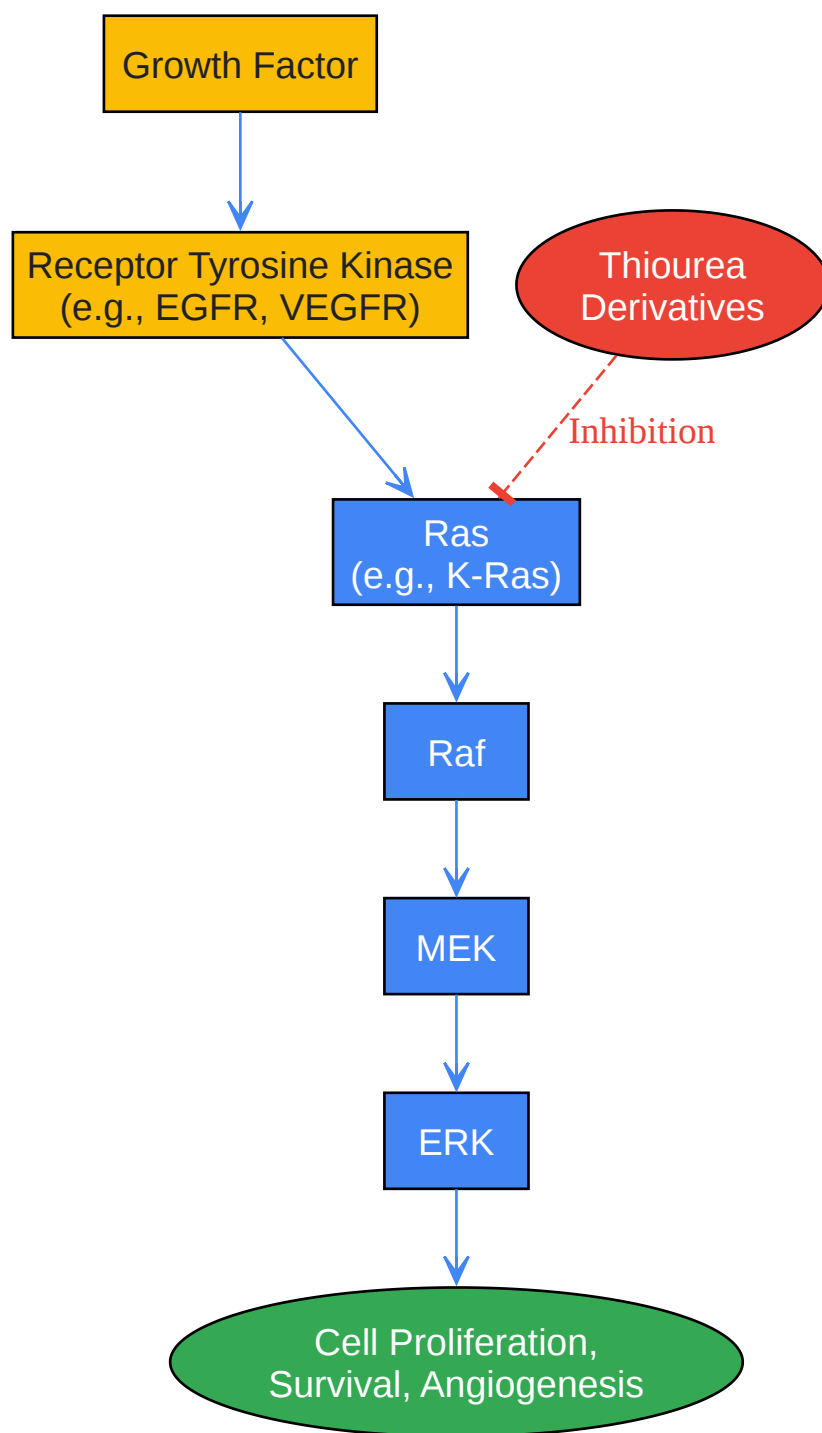 Growth Factor
Receptor Tyrosine Kinase
(e.g., EGFR, VEGFR)
Thiourea
Derivatives
Inhibition
Ras
(e.g., K-Ras)
Raf
MEK
ERK
Cell Proliferation,
Survival, Angiogenesis